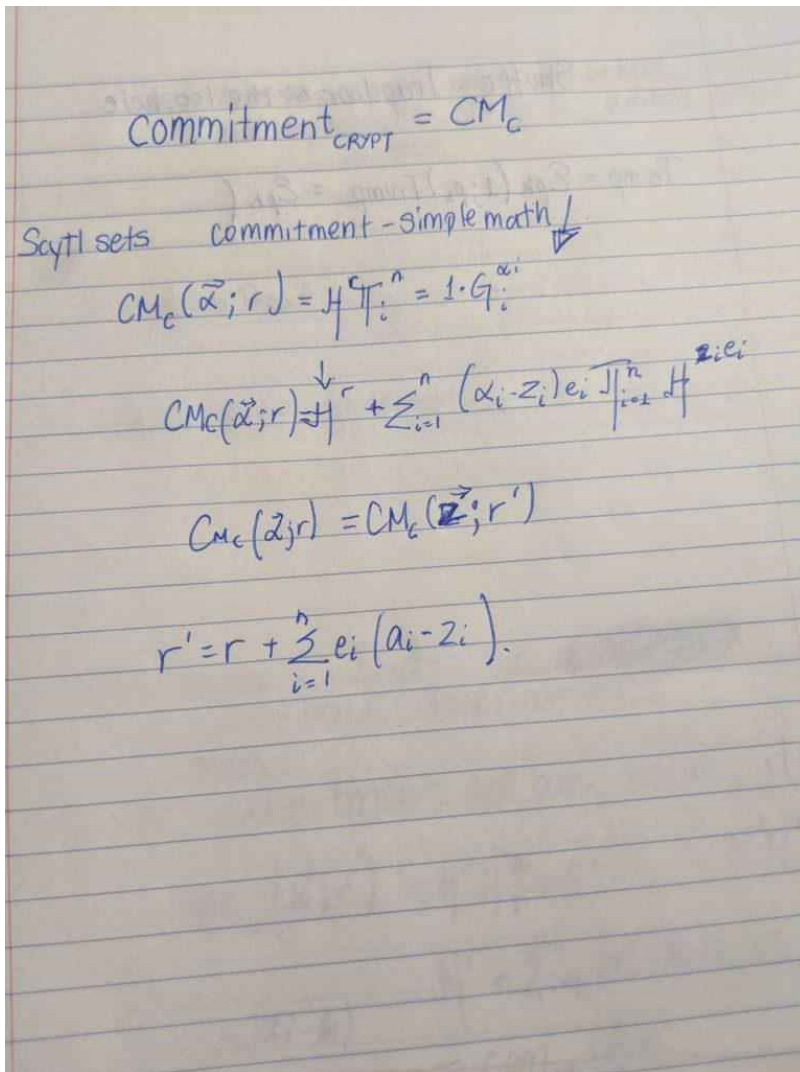 Commitment_CRYPT = CM_c
Scytl sets commitment - simple math!
CM_c(α⃗; r) = H^r π_i^n = 1·G_i^αi
CM_c(α⃗; r) = H^r + Σ_{i=1}^n (α_i - z_i) e_i Π_{i=1}^n H^{z_i e_i}
CM_c(α⃗; r) = CM_c(z⃗; r')
r' = r + Σ_{i=1}^n e_i (a_i - z_i).